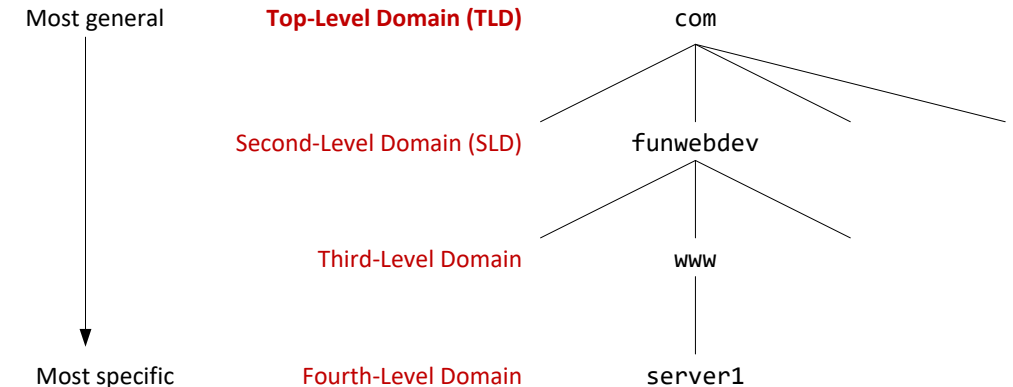 Most general
Top-Level Domain (TLD)
com
Second-Level Domain (SLD)
funwebdev
Third-Level Domain
www
Most specific
Fourth-Level Domain
server1